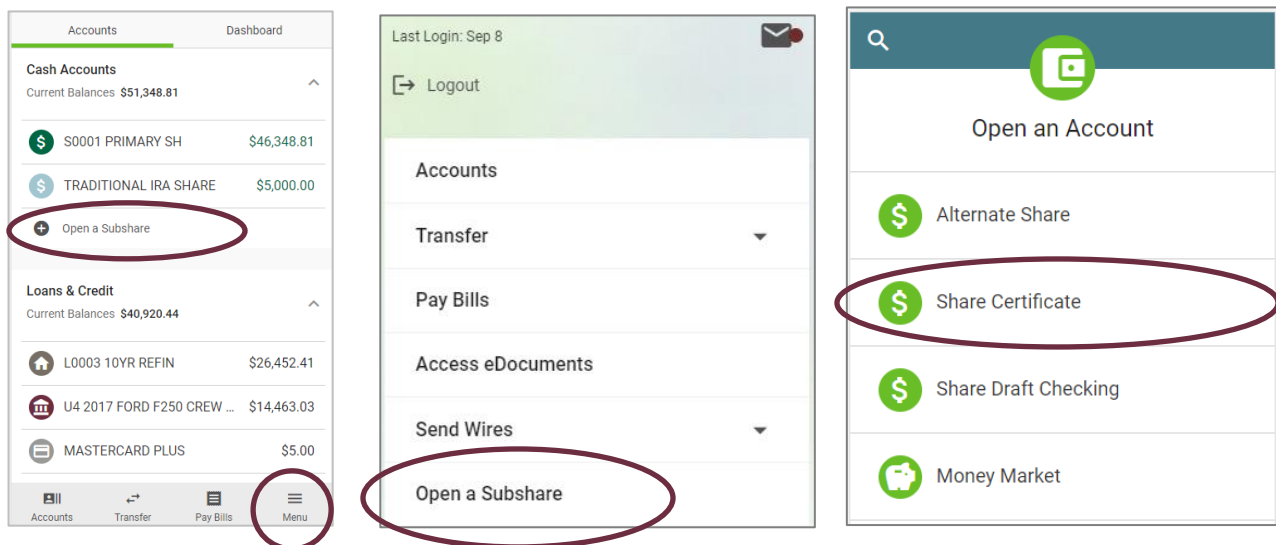 Accounts Dashboard
Cash Accounts
Current Balances $51,348.81
S0001 PRIMARY SH $46,348.81
TRADITIONAL IRA SHARE $5,000.00
Open a Subshare
Loans & Credit
Current Balances $40,920.44
L0003 10YR REFIN $26,452.41
U4 2017 FORD F250 CREW ... $14,463.03
MASTERCARD PLUS $5.00
Accounts Transfer Pay Bills Menu
Last Login: Sep 8
Logout
Accounts
Transfer
Pay Bills
Access eDocuments
Send Wires
Open a Subshare
Open an Account
Alternate Share
Share Certificate
Share Draft Checking
Money Market